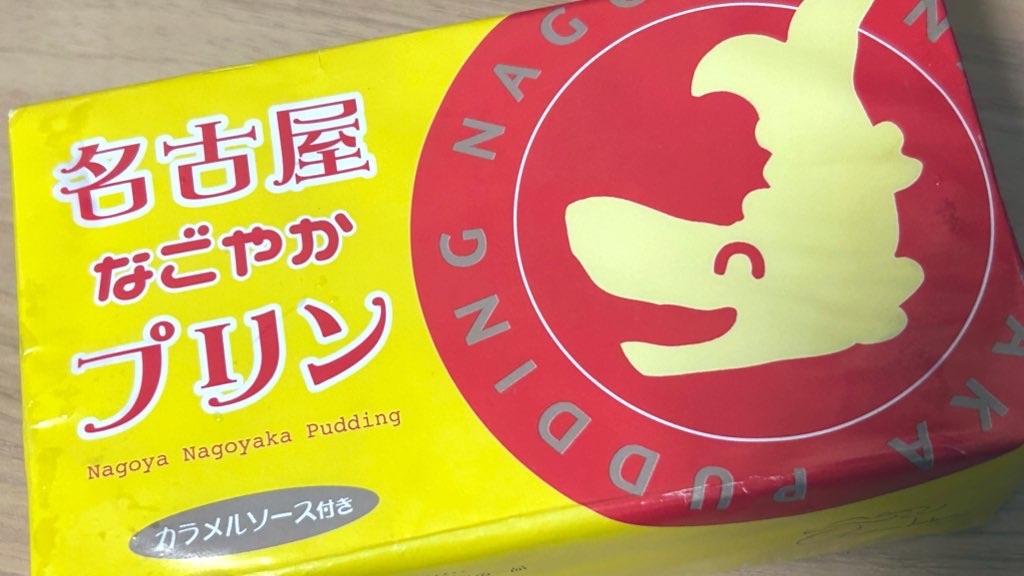 名古屋
なごやか
プリン
Nagoya Nagoyaka Pudding
カラメルソース付き
NAGOYAKA PUDDING NAGO